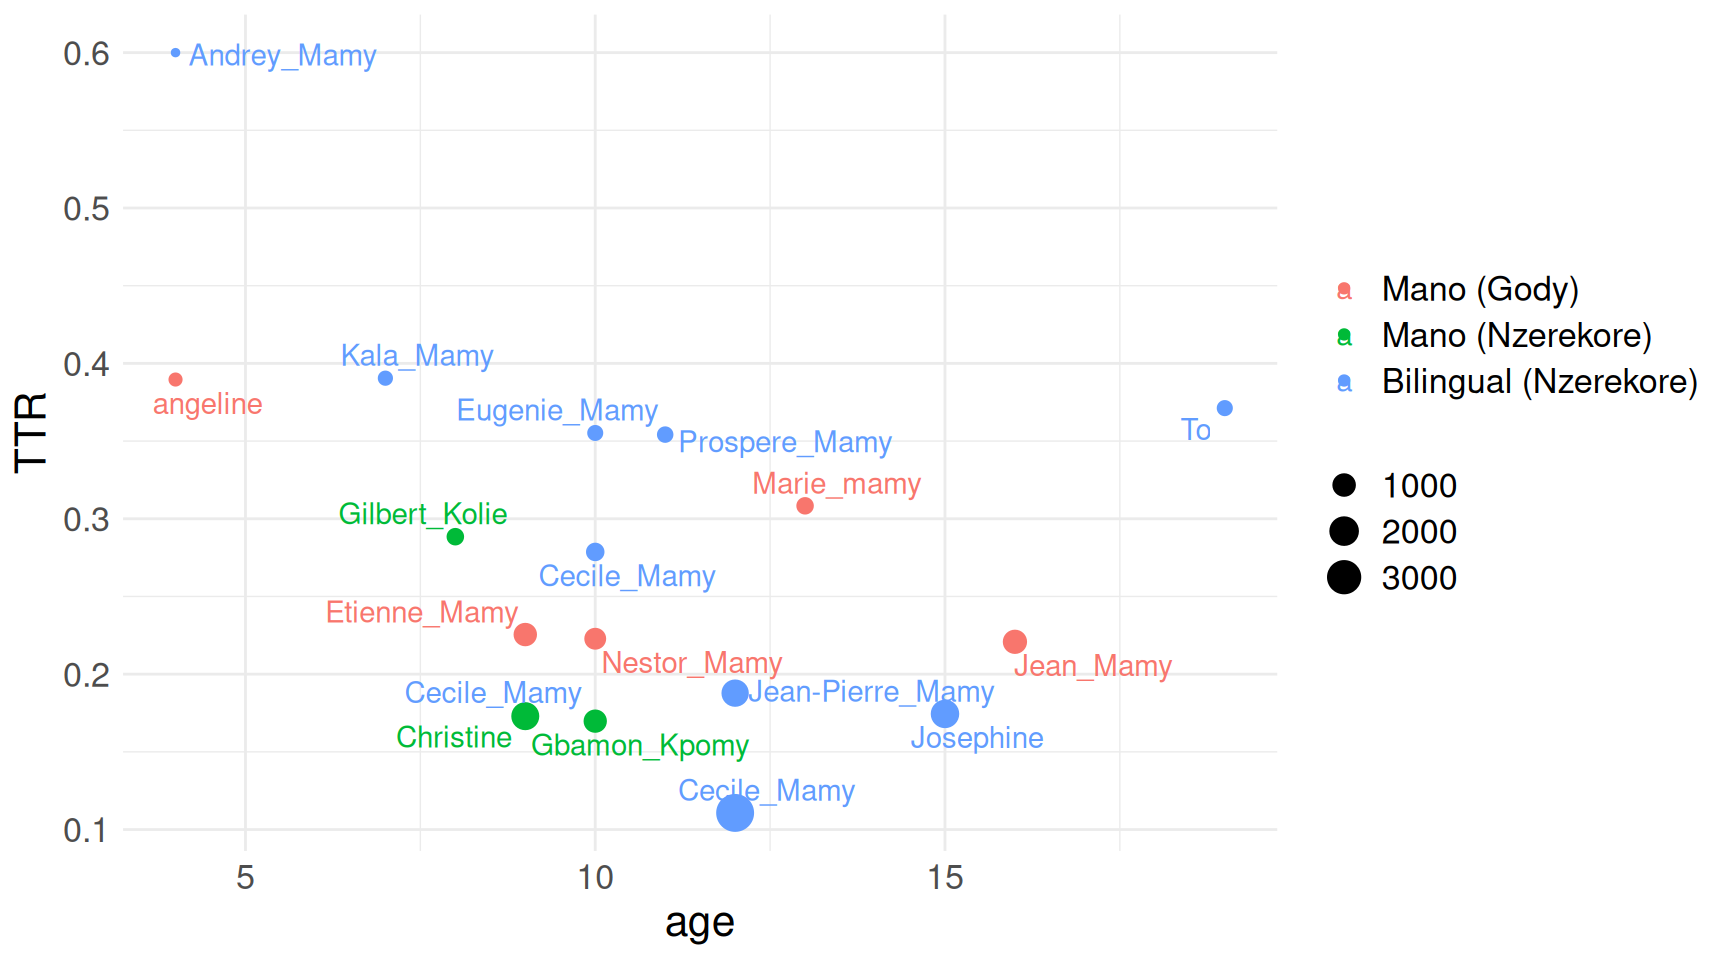 0.6
Andrey_Mamy
0.5
0.4
Kala_Mamy
angeline
Eugenie_Mamy
Prospere_Mamy
To
TTR
Marie_mamy
0.3
Gilbert_Kolie
Cecile_Mamy
Etienne_Mamy
Nestor_Mamy
Jean_Mamy
0.2
Cecile_Mamy
Jean-Pierre_Mamy
Christine
Gbamon_Kpomy
Josephine
Cecile_Mamy
0.1
5
10
15
age
a Mano (Gody)
a Mano (Nzerekore)
a Bilingual (Nzerekore)
1000
2000
3000